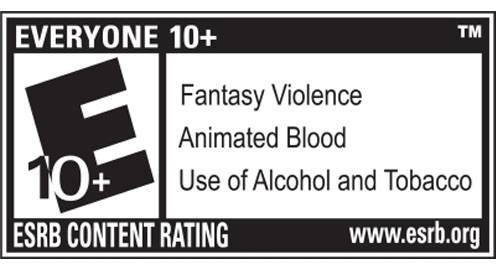 EVERYONE 10+ ™
E
10+
Fantasy Violence
Animated Blood
Use of Alcohol and Tobacco
ESRB CONTENT RATING www.esrb.org